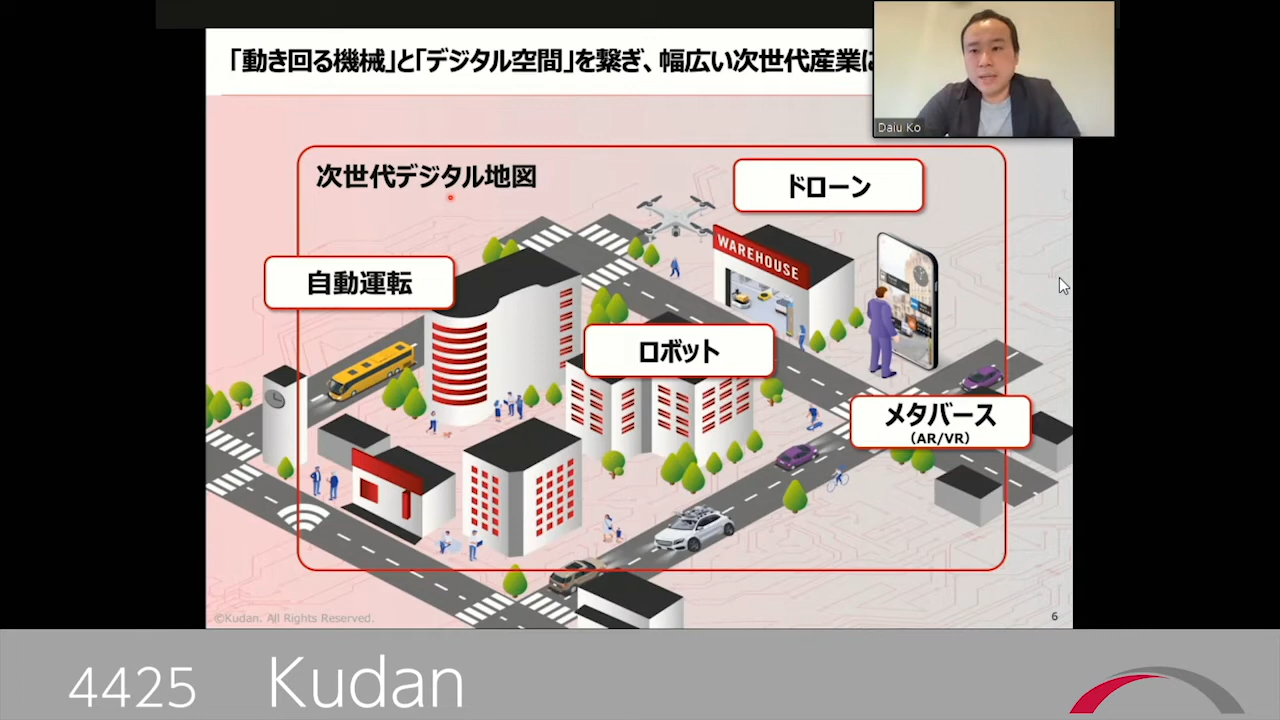 「動き回る機械」と「デジタル空間」を繋ぎ、幅広い次世代産業に
Daiu Ko
次世代デジタル地図
ドローン
WAREHOUSE
自動運転
ロボット
メタバース
(AR/VR)
©Kudan. All Rights Reserved.
6
4425 Kudan